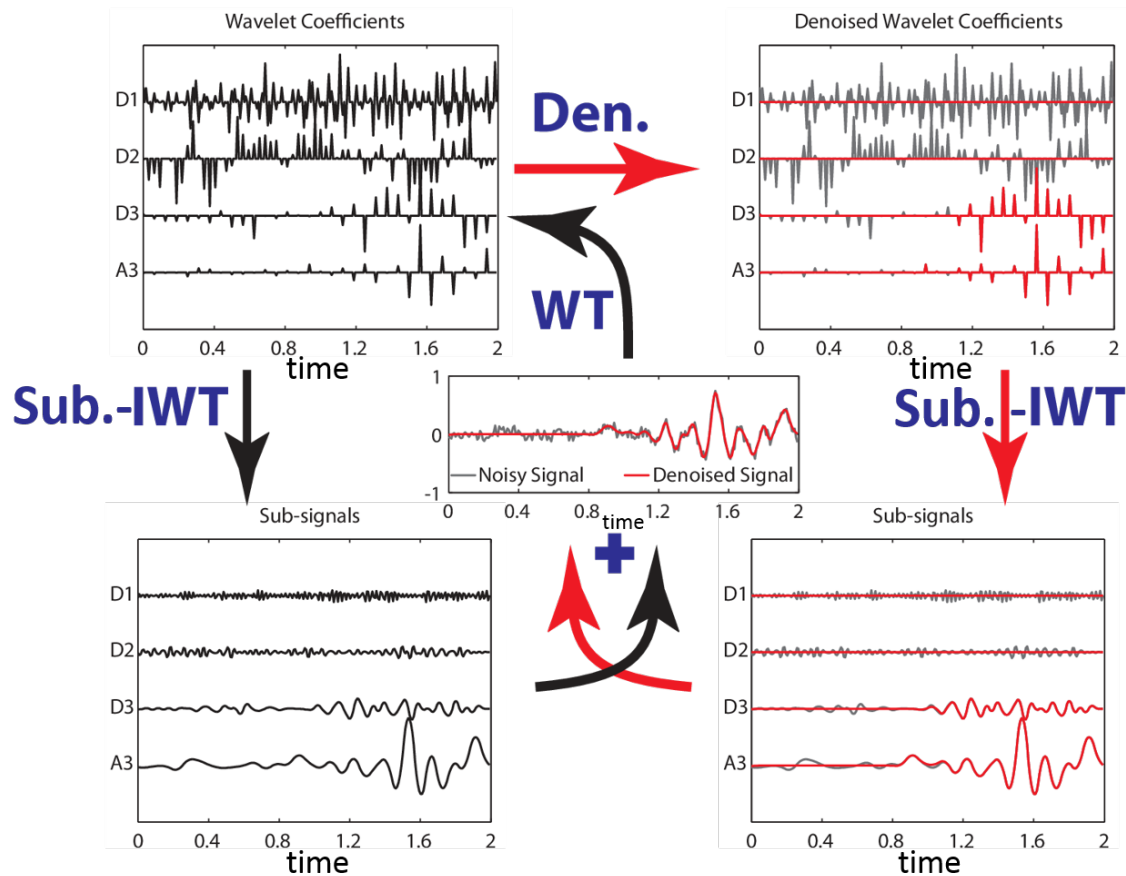 Wavelet Coefficients
D1
D2
D3
A3
0 0.4 0.8 1.2 1.6 2
time
Den.
WT
Denoised Wavelet Coefficients
D1
D2
D3
A3
0 0.4 0.8 1.2 1.6 2
time
Sub.-IWT
Sub.-IWT
1
0
-1
Noisy Signal
Denoised Signal
0 0.4 0.8 1.2 1.6 2
time
+
Sub-signals
D1
D2
D3
A3
0 0.4 0.8 1.2 1.6 2
time
Sub-signals
D1
D2
D3
A3
0 0.4 0.8 1.2 1.6 2
time